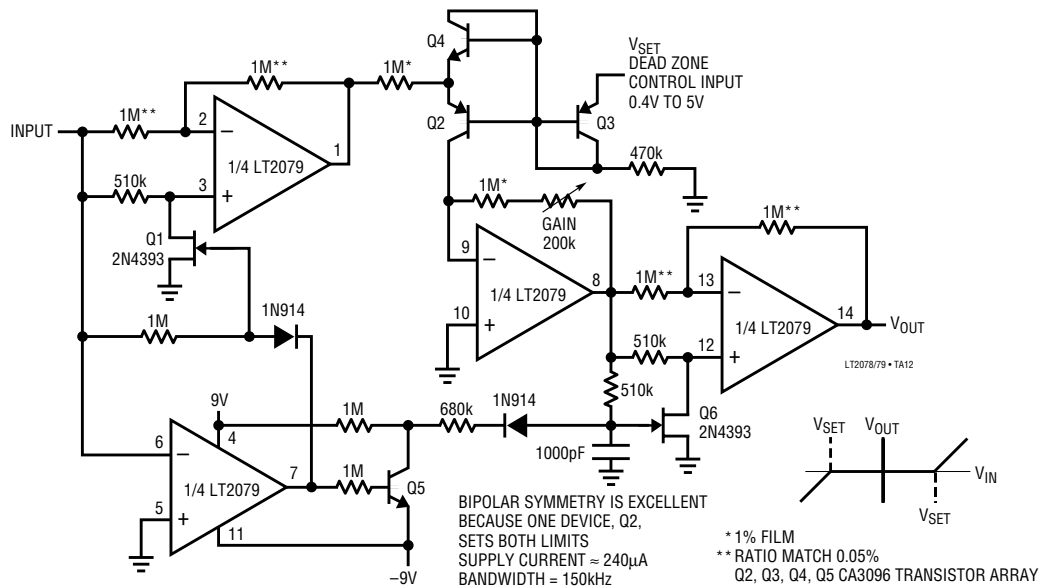 Q4
V_SET
DEAD ZONE
CONTROL INPUT
0.4V TO 5V
1M**
1M*
INPUT
1M**
2
1
Q2
Q3
1/4 LT2079
510k
3
470k
1M*
GAIN
200k
1M**
Q1
2N4393
9
8
1M**
13
1/4 LT2079
14
V_OUT
1/4 LT2079
10
1N914
1M
510k
12
LT2078/79 • TA12
510k
9V
1M
680k
1N914
Q6
2N4393
4
6
7
1M
Q5
1000pF
1/4 LT2079
5
11
–9V
V_SET
V_OUT
V_IN
V_SET
BIPOLAR SYMMETRY IS EXCELLENT
BECAUSE ONE DEVICE, Q2,
SETS BOTH LIMITS
SUPPLY CURRENT ≈ 240µA
BANDWIDTH = 150kHz
* 1% FILM
** RATIO MATCH 0.05%
Q2, Q3, Q4, Q5 CA3096 TRANSISTOR ARRAY